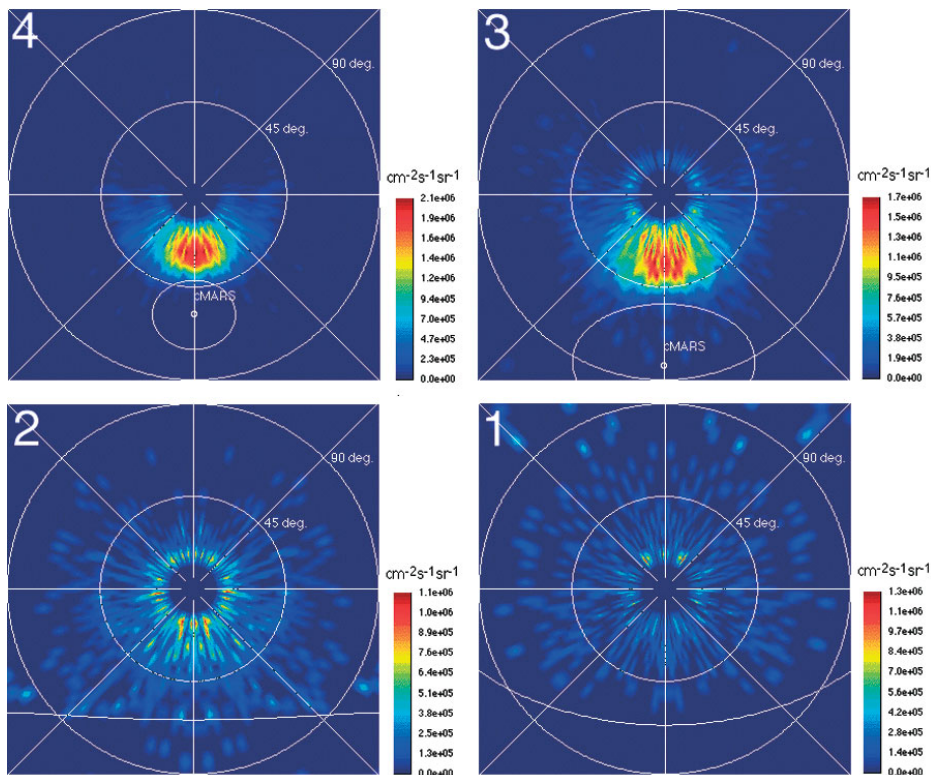 4
90 deg.
45 deg.
cMARS
cm-2s-1sr-1
2.1e+06
1.9e+06
1.6e+06
1.4e+06
1.2e+06
9.4e+05
7.0e+05
4.7e+05
2.3e+05
0.0e+00
3
90 deg.
45 deg.
cMARS
cm-2s-1sr-1
1.7e+06
1.5e+06
1.3e+06
1.1e+06
9.5e+05
7.6e+05
5.7e+05
3.8e+05
1.9e+05
0.0e+00
2
90 deg.
45 deg.
cm-2s-1sr-1
1.1e+06
1.0e+06
8.9e+05
7.6e+05
6.4e+05
5.1e+05
3.8e+05
2.5e+05
1.3e+05
0.0e+00
1
90 deg.
45 deg.
cm-2s-1sr-1
1.3e+06
1.1e+06
9.7e+05
8.4e+05
7.0e+05
5.6e+05
4.2e+05
2.8e+05
1.4e+05
0.0e+00